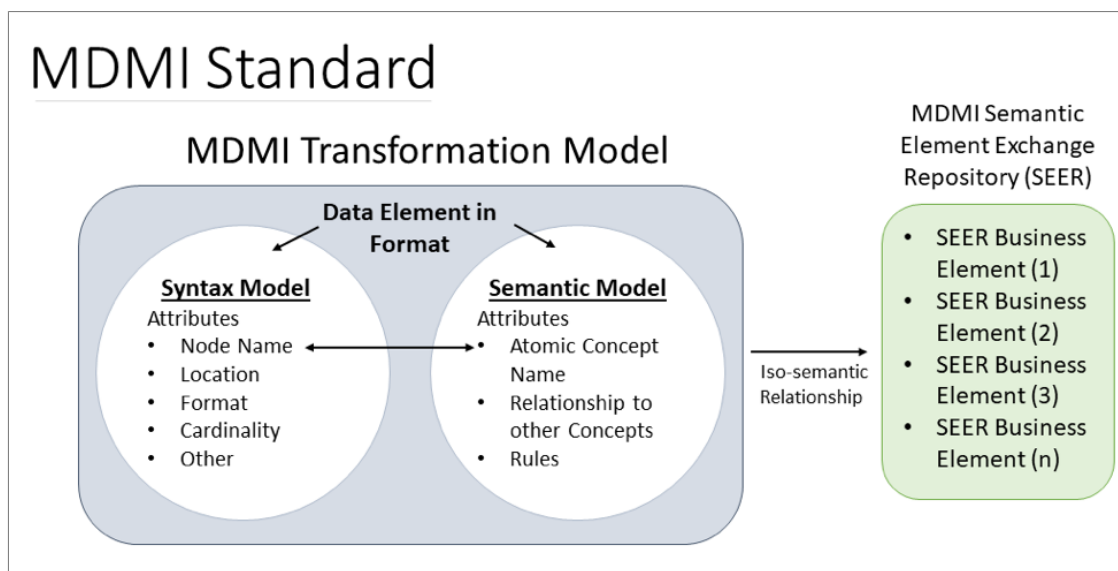 MDMI Standard
MDMI Transformation Model
Data Element in
Format
Syntax Model
Attributes
• Node Name
• Location
• Format
• Cardinality
• Other
Semantic Model
Attributes
• Atomic Concept
Name
• Relationship to
other Concepts
• Rules
Iso-semantic
Relationship
MDMI Semantic
Element Exchange
Repository (SEER)
• SEER Business
Element (1)
• SEER Business
Element (2)
• SEER Business
Element (3)
• SEER Business
Element (n)